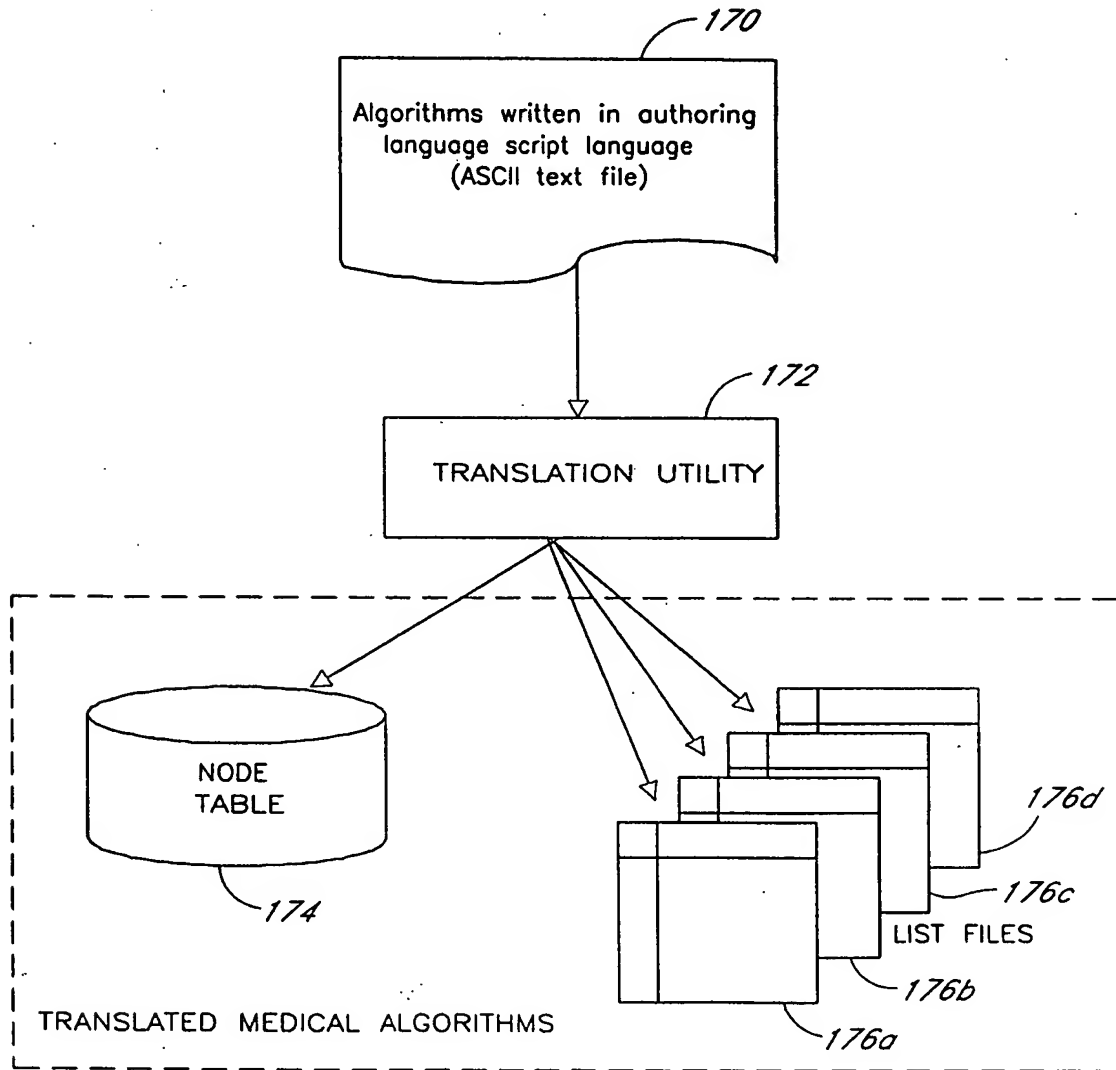 170
Algorithms written in authoring
language script language
(ASCII text file)
172
TRANSLATION UTILITY
NODE
TABLE
174
176d
176c
LIST FILES
176b
176a
TRANSLATED MEDICAL ALGORITHMS